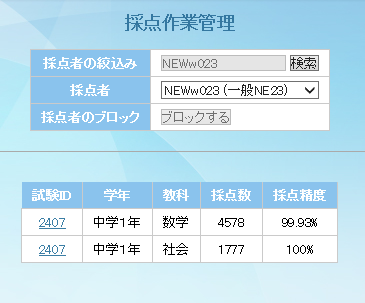 採点作業管理
採点者の絞込み NEWw023 検索
採点者 NEWw023 (一般NE23)
採点者のブロック ブロックする
試験ID 学年 教科 採点数 採点精度
2407 中学1年 数学 4578 99.93%
2407 中学1年 社会 1777 100%